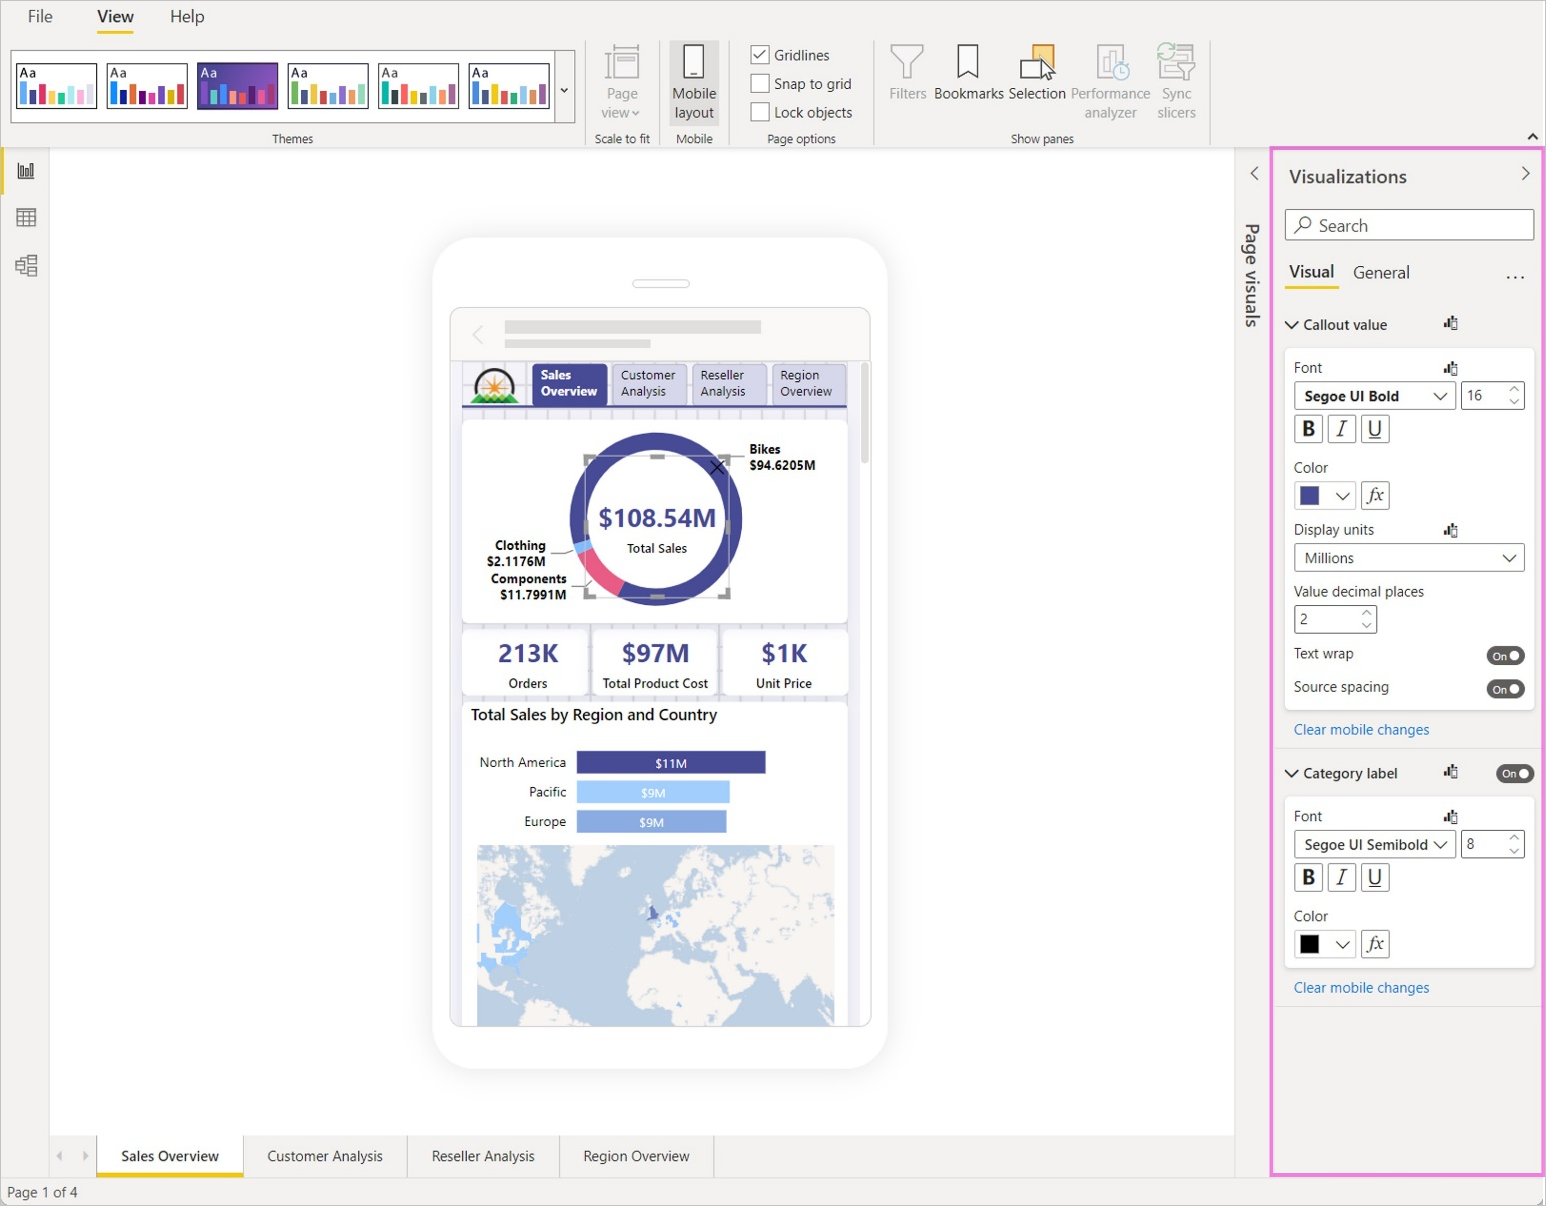 File View Help
Aa Aa Aa Aa Aa Aa
Themes
Page view
Scale to fit
Mobile layout
Mobile
Gridlines
Snap to grid
Lock objects
Page options
Filters
Bookmarks
Selection
Performance analyzer
Sync slicers
Show panes
Sales Overview
Customer Analysis
Reseller Analysis
Region Overview
Bikes
$94.6205M
$108.54M
Total Sales
Clothing
$2.1176M
Components
$11.7991M
213K
Orders
$97M
Total Product Cost
$1K
Unit Price
Total Sales by Region and Country
North America $11M
Pacific $9M
Europe $9M
Page visuals
Visualizations
Search
Visual General ...
Callout value
Font
Segoe UI Bold 16
B I U
Color
fx
Display units
Millions
Value decimal places
2
Text wrap On
Source spacing On
Clear mobile changes
Category label On
Font
Segoe UI Semibold 8
B I U
Color
fx
Clear mobile changes
Sales Overview Customer Analysis Reseller Analysis Region Overview
Page 1 of 4